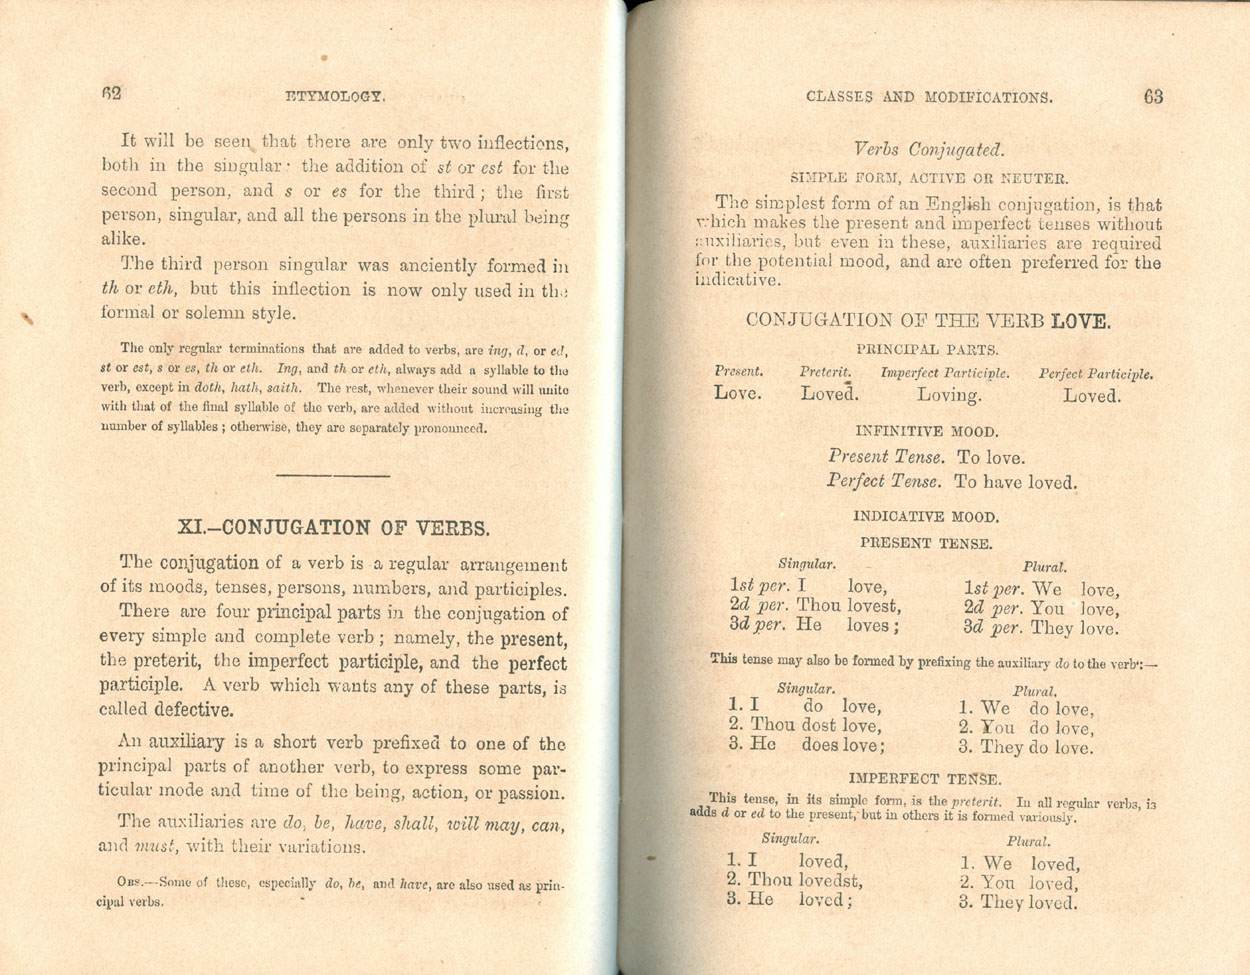 62 ETYMOLOGY.
It will be seen that there are only two inflections,
both in the singular: the addition of st or est for the
second person, and s or es for the third; the first
person, singular, and all the persons in the plural being
alike.
The third person singular was anciently formed in
th or eth, but this inflection is now only used in the
formal or solemn style.
The only regular terminations that are added to verbs, are ing, d, or ed,
st or est, s or es, th or eth. Ing, and th or eth, always add a syllable to the
verb, except in doth, hath, saith. The rest, whenever their sound will unite
with that of the final syllable of the verb, are added without increasing the
number of syllables; otherwise, they are separately pronounced.
XI.—CONJUGATION OF VERBS.
The conjugation of a verb is a regular arrangement
of its moods, tenses, persons, numbers, and participles.
There are four principal parts in the conjugation of
every simple and complete verb; namely, the present,
the preterit, the imperfect participle, and the perfect
participle. A verb which wants any of these parts, is
called defective.
An auxiliary is a short verb prefixed to one of the
principal parts of another verb, to express some par-
ticular mode and time of the being, action, or passion.
The auxiliaries are do, be, have, shall, will may, can,
and must, with their variations.
OBS.—Some of these, especially do, be, and have, are also used as prin-
cipal verbs.
CLASSES AND MODIFICATIONS. 63
Verbs Conjugated.
SIMPLE FORM, ACTIVE OR NEUTER.
The simplest form of an English conjugation, is that
which makes the present and imperfect tenses without
auxiliaries, but even in these, auxiliaries are required
for the potential mood, and are often preferred for the
indicative.
CONJUGATION OF THE VERB LOVE.
PRINCIPAL PARTS.
Present. Preterit. Imperfect Participle. Perfect Participle.
Love. Loved. Loving. Loved.
INFINITIVE MOOD.
Present Tense. To love.
Perfect Tense. To have loved.
INDICATIVE MOOD.
PRESENT TENSE.
Singular. Plural.
1st per. I love, 1st per. We love,
2d per. Thou lovest, 2d per. You love,
3d per. He loves; 3d per. They love.
This tense may also be formed by prefixing the auxiliary do to the verb:—
Singular. Plural.
1. I do love, 1. We do love,
2. Thou dost love, 2. You do love,
3. He does love; 3. They do love.
IMPERFECT TENSE.
This tense, in its simple form, is the preterit. In all regular verbs, is
adds d or ed to the present, but in others it is formed variously.
Singular. Plural.
1. I loved, 1. We loved,
2. Thou lovedst, 2. You loved,
3. He loved; 3. They loved.